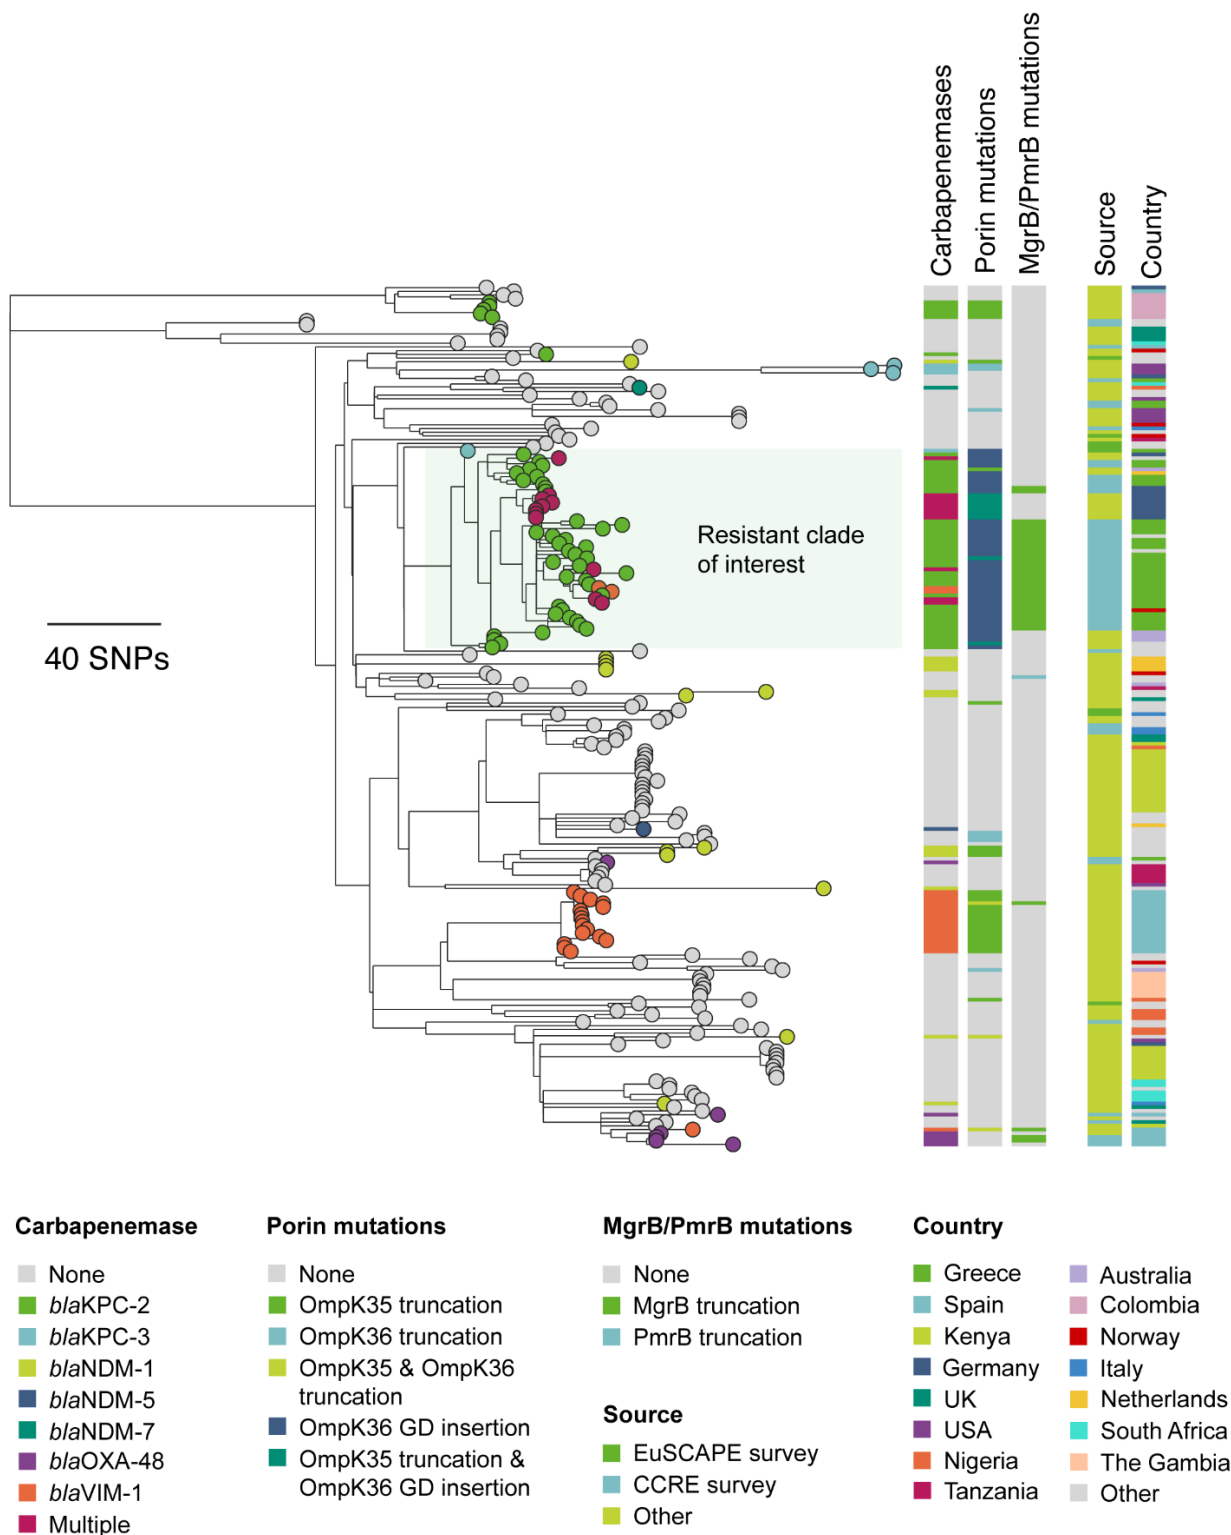 Carbapenemases
Porin mutations
MgrB/PmrB mutations
Source
Country
Resistant clade
of interest
40 SNPs
Carbapenemase
None
blaKPC-2
blaKPC-3
blaNDM-1
blaNDM-5
blaNDM-7
blaOXA-48
blaVIM-1
Multiple
Porin mutations
None
OmpK35 truncation
OmpK36 truncation
OmpK35 & OmpK36
truncation
OmpK36 GD insertion
OmpK35 truncation &
OmpK36 GD insertion
MgrB/PmrB mutations
None
MgrB truncation
PmrB truncation
Source
EuSCAPE survey
CCRE survey
Other
Country
Greece
Spain
Kenya
Germany
UK
USA
Nigeria
Tanzania
Australia
Colombia
Norway
Italy
Netherlands
South Africa
The Gambia
Other